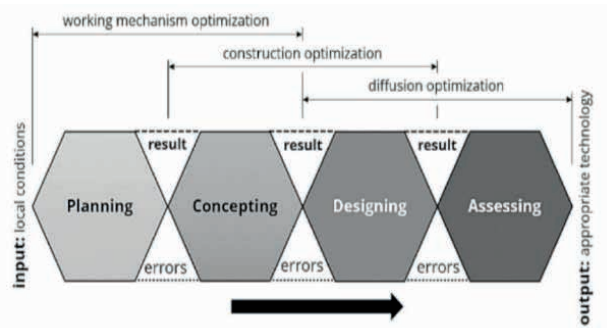 working mechanism optimization
construction optimization
diffusion optimization
input: local conditions
result
result
result
Planning
Concepting
Designing
Assessing
errors
errors
errors
output: appropriate technology